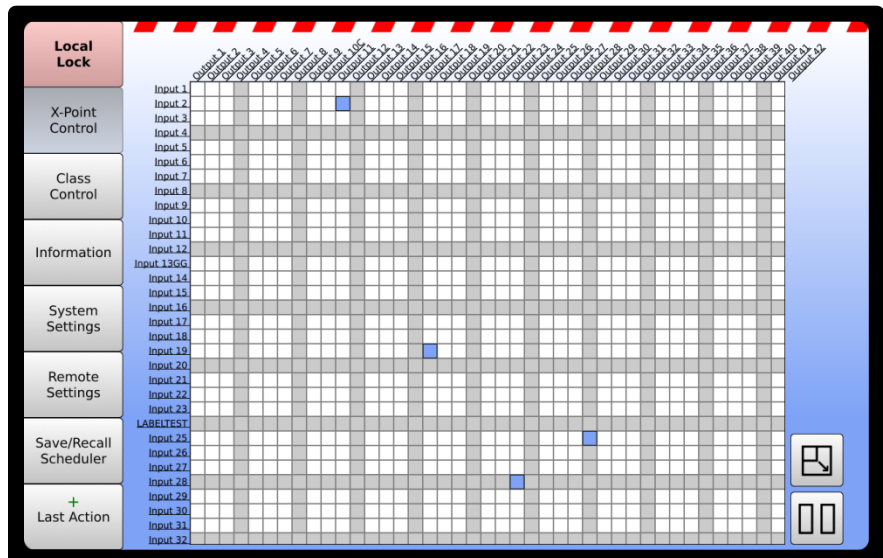 Local
Lock
X-Point
Control
Class
Control
Information
System
Settings
Remote
Settings
Save/Recall
Scheduler
+
Last Action
Output 1
Output 2
Output 3
Output 4
Output 5
Output 6
Output 7
Output 8
Output 9
Output 10C
Output 11
Output 12
Output 13
Output 14
Output 15
Output 16
Output 17
Output 18
Output 19
Output 20
Output 21
Output 22
Output 23
Output 24
Output 25
Output 26
Output 27
Output 28
Output 29
Output 30
Output 31
Output 32
Output 33
Output 34
Output 35
Output 36
Output 37
Output 38
Output 39
Output 40
Output 41
Output 42
Input 1
Input 2
Input 3
Input 4
Input 5
Input 6
Input 7
Input 8
Input 9
Input 10
Input 11
Input 12
Input 13GG
Input 14
Input 15
Input 16
Input 17
Input 18
Input 19
Input 20
Input 21
Input 22
Input 23
LABELTEST
Input 25
Input 26
Input 27
Input 28
Input 29
Input 30
Input 31
Input 32